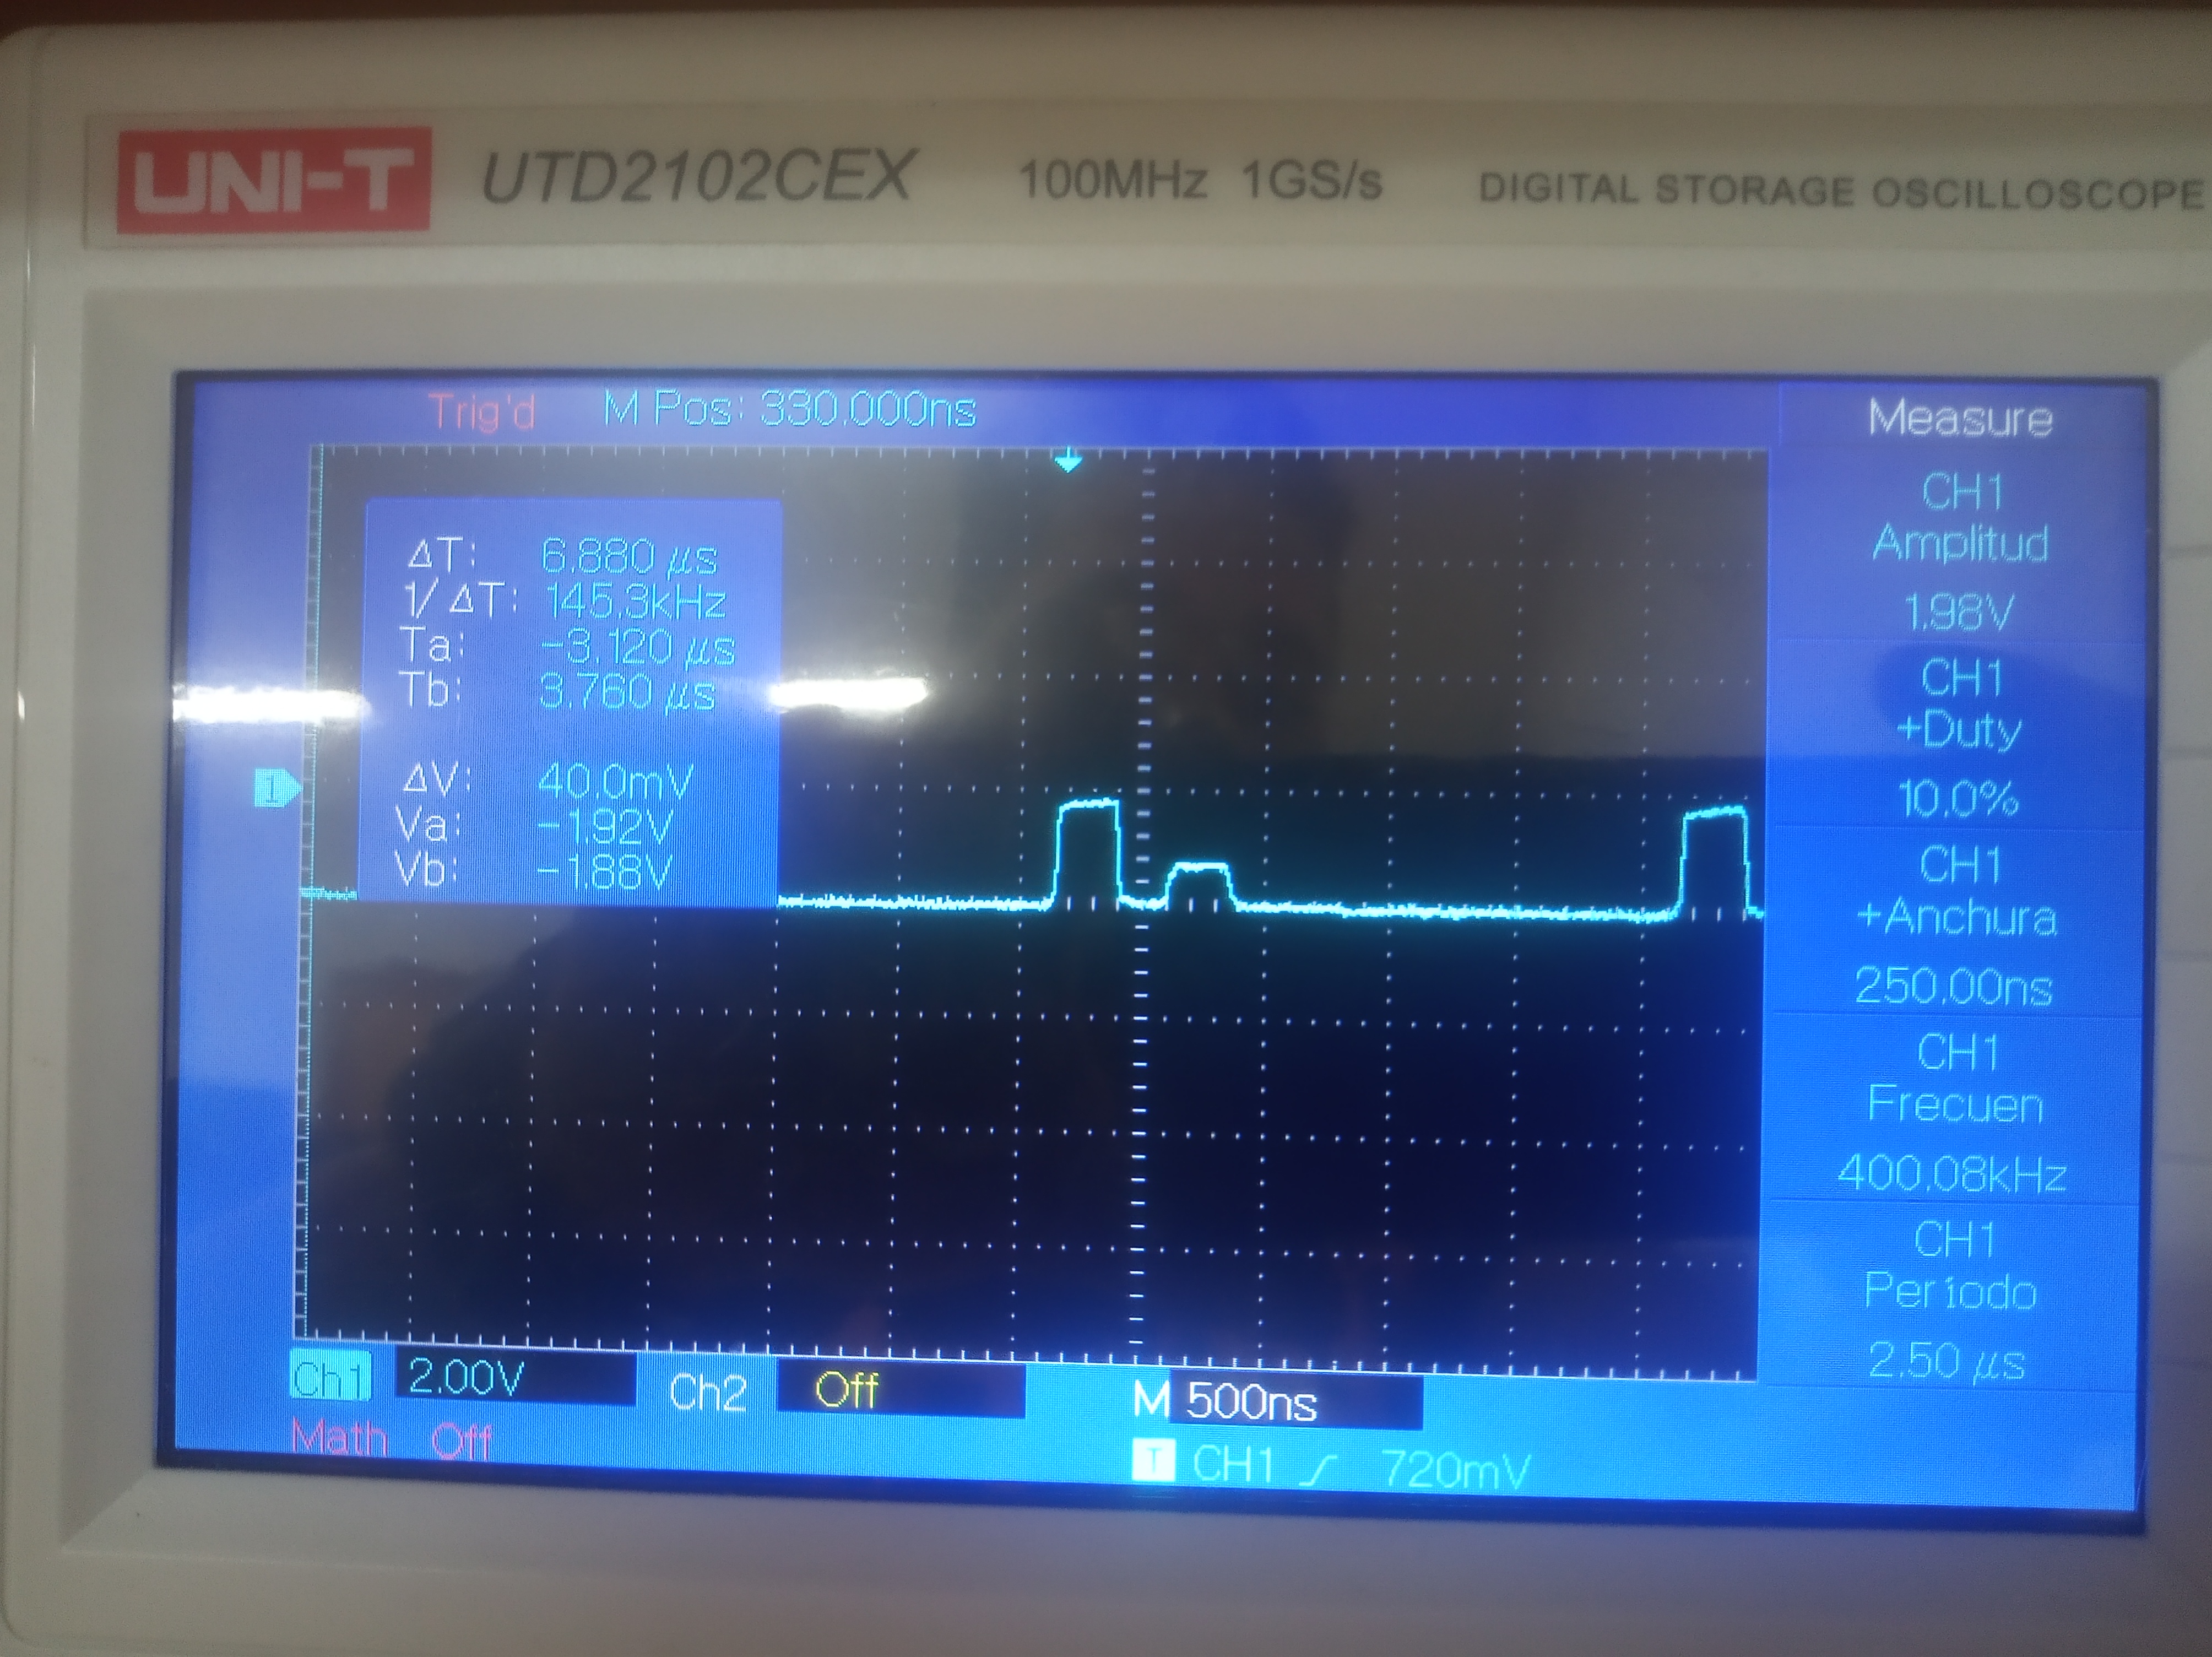 UNI-T UTD2102CEX 100MHz 1GS/s DIGITAL STORAGE OSCILLOSCOPE
Trig'd M Pos: 330.000ns
Measure
ΔT: 6.880 μs
1/ΔT: 145.3kHz
Ta: -3.120 μs
Tb: 3.760 μs
ΔV: 40.0mV
Va: -1.92V
Vb: -1.88V
1
CH1
Amplitud
1.98V
CH1
+Duty
10.0%
CH1
+Anchura
250.00ns
CH1
Frecuen
400.08kHz
CH1
Período
2.50 μs
Ch1 2.00V Ch2 Off M 500ns
Math Off T CH1 720mV